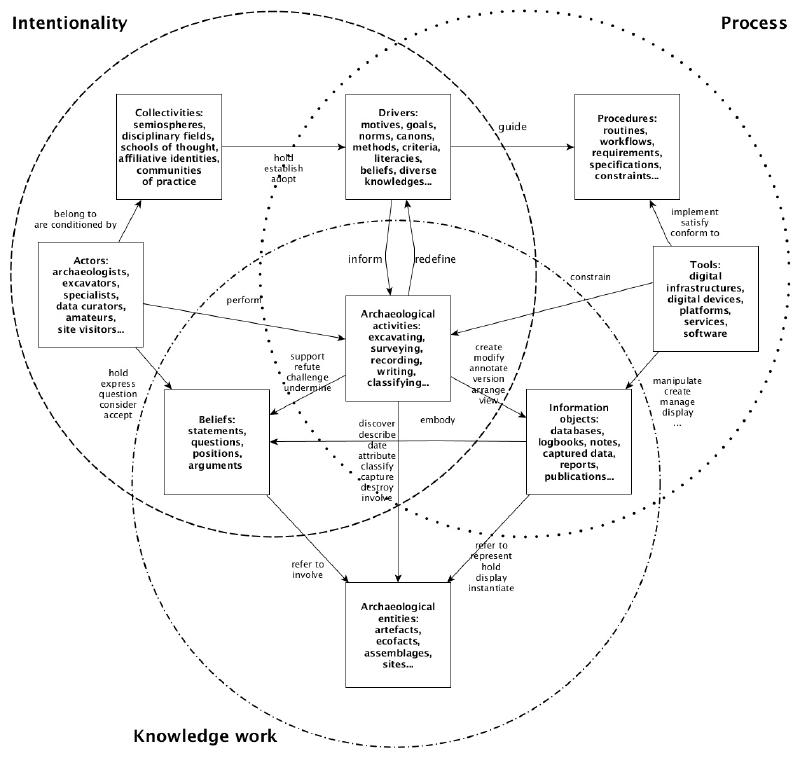 Intentionality
Process
Collectivities:
semiospheres,
disciplinary fields,
schools of thought,
affiliative identities,
communities
of practice
Drivers:
motives, goals,
norms, canons,
methods, criteria,
literacies,
beliefs, diverse
knowledges...
Procedures:
routines,
workflows,
requirements,
specifications,
constraints...
guide
hold
establish
adopt
belong to
are conditioned by
implement
satisfy
conform to
Actors:
archaeologists,
excavators,
specialists,
data curators,
amateurs,
site visitors...
inform
redefine
Tools:
digital
infrastructures,
digital devices,
platforms,
services,
software
constrain
perform
Archaeological
activities:
excavating,
surveying,
recording,
writing,
classifying...
hold
express
question
consider
accept
support
refute
challenge
undermine
create
modify
annotate
version
arrange
view
manipulate
create
manage
display
...
Beliefs:
statements,
questions,
positions,
arguments
discover
describe
date
attribute
classify
capture
destroy
involve
embody
Information
objects:
databases,
logbooks, notes,
captured data,
reports,
publications...
refer to
involve
refer to
represent
hold
display
instantiate
Archaeological
entities:
artefacts,
ecofacts,
assemblages,
sites...
Knowledge work